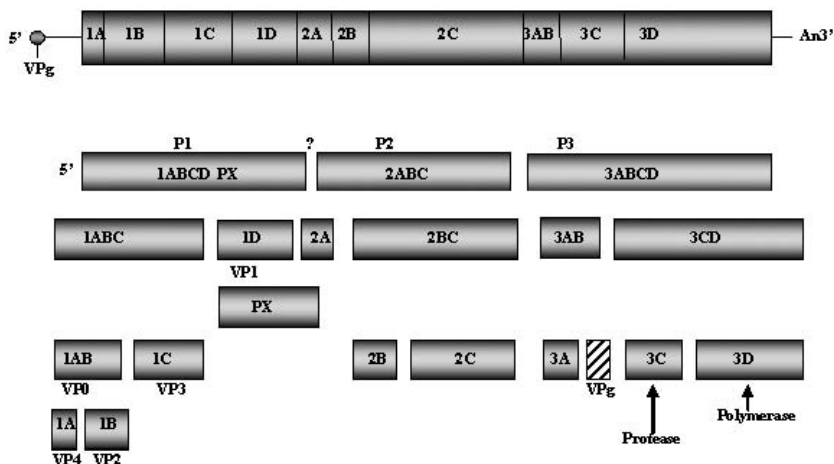 5’ 1A 1B 1C 1D 2A 2B 2C 3AB 3C 3D An3’
VPg
P1 ? P2 P3
5’ 1ABCD PX 2ABC 3ABCD
1ABC 1D 2A 2BC 3AB 3CD
VP1
PX
1AB 1C 2B 2C 3A 3C 3D
VP0 VP3 VPg
1A 1B Protease Polymerase
VP4 VP2